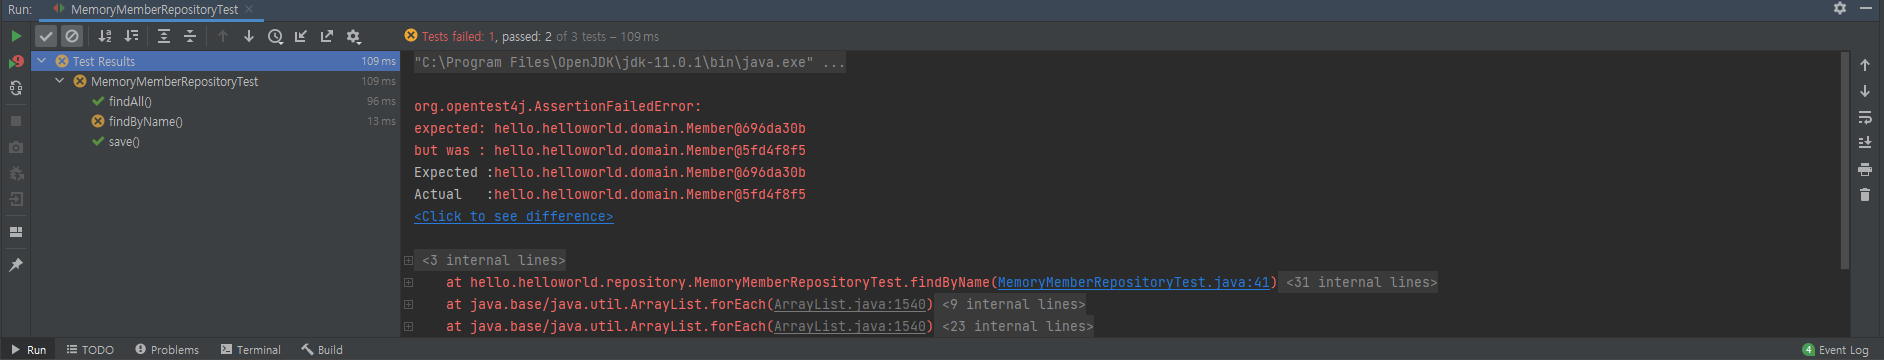 Run: MemoryMemberRepositoryTest
Tests failed: 1, passed: 2 of 3 tests – 109 ms
Test Results 109 ms
MemoryMemberRepositoryTest 109 ms
findAll() 96 ms
findByName() 13 ms
save()
"C:\Program Files\OpenJDK\jdk-11.0.1\bin\java.exe" ...
org.opentest4j.AssertionFailedError:
expected: hello.helloworld.domain.Member@696da30b
but was : hello.helloworld.domain.Member@5fd4f8f5
Expected :hello.helloworld.domain.Member@696da30b
Actual   :hello.helloworld.domain.Member@5fd4f8f5
<Click to see difference>
<3 internal lines>
at hello.helloworld.repository.MemoryMemberRepositoryTest.findByName(MemoryMemberRepositoryTest.java:41) <31 internal lines>
at java.base/java.util.ArrayList.forEach(ArrayList.java:1540) <9 internal lines>
at java.base/java.util.ArrayList.forEach(ArrayList.java:1540) <23 internal lines>
Run TODO Problems Terminal Build 4 Event Log